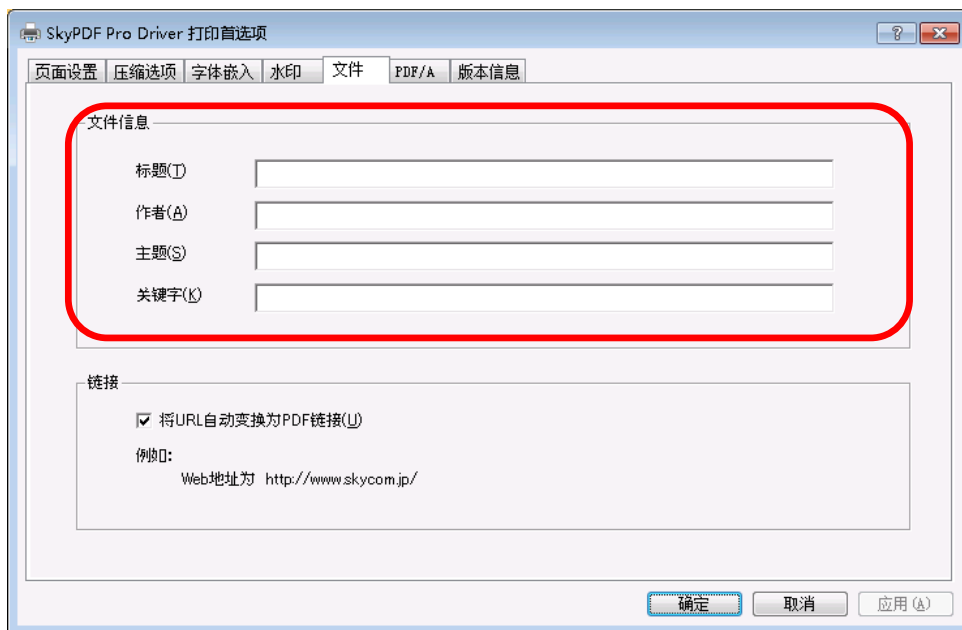 SkyPDF Pro Driver 打印首选项
页面设置 压缩选项 字体嵌入 水印 文件 PDF/A 版本信息
文件信息
标题(T)
作者(A)
主题(S)
关键字(K)
链接
将URL自动变换为PDF链接(U)
例如:
Web地址为 http://www.skycom.jp/
确定 取消 应用(A)